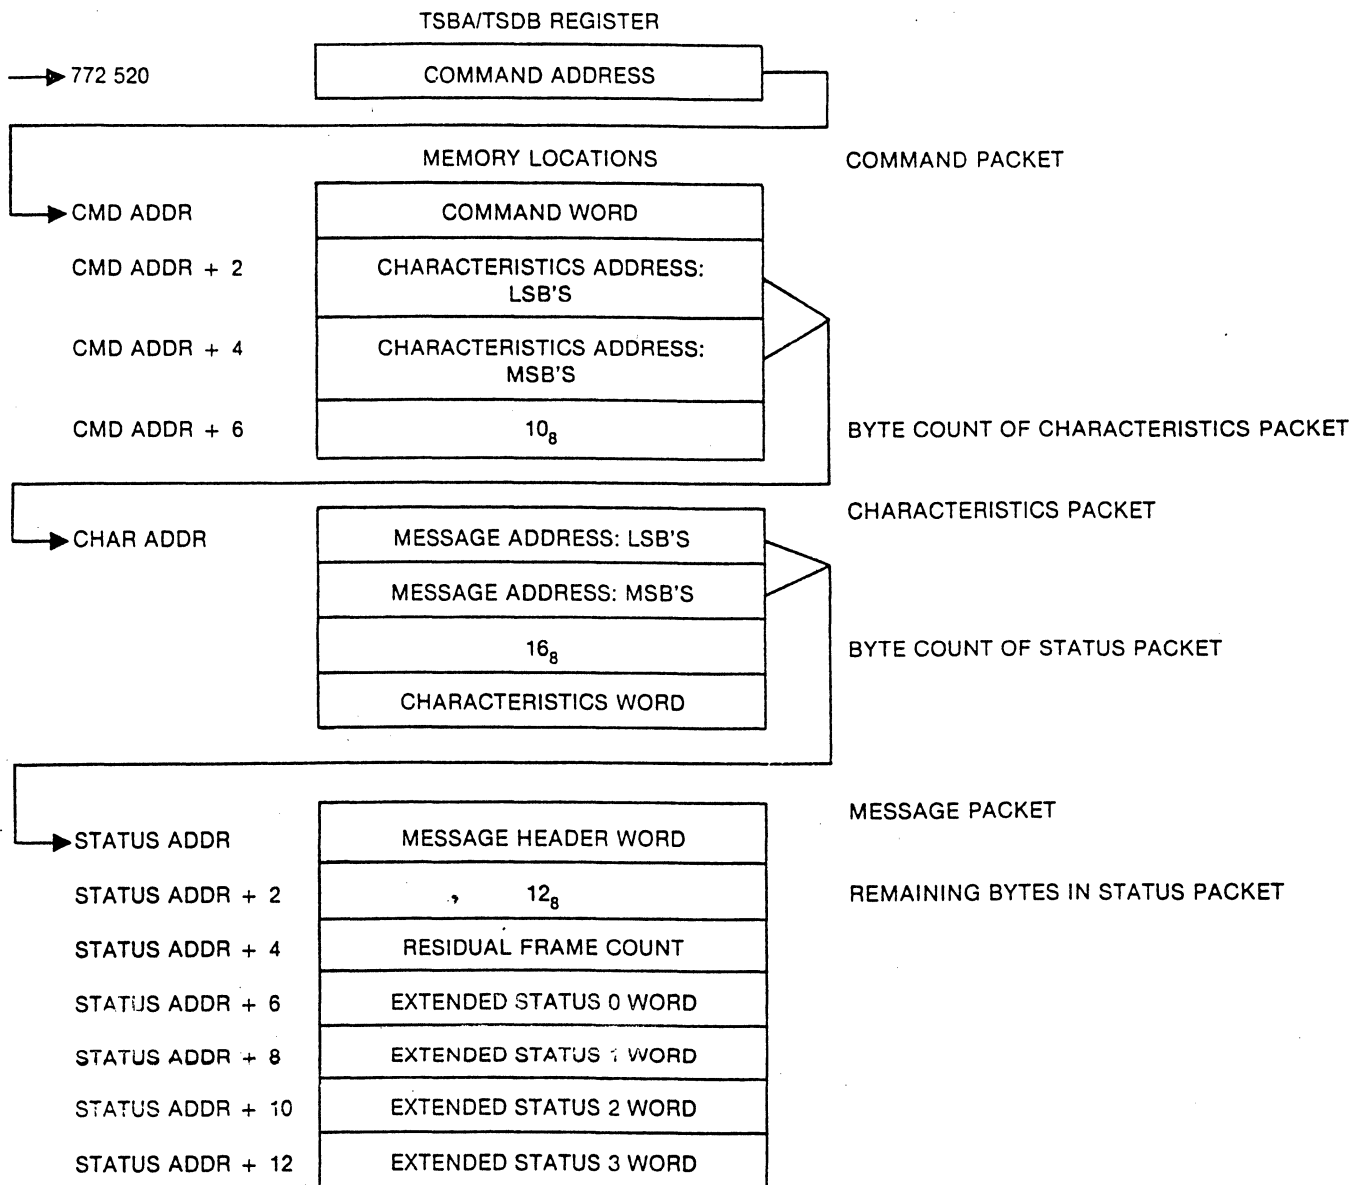 TSBA/TSDB REGISTER
772 520 COMMAND ADDRESS
MEMORY LOCATIONS COMMAND PACKET
CMD ADDR COMMAND WORD
CMD ADDR + 2 CHARACTERISTICS ADDRESS:
LSB'S
CMD ADDR + 4 CHARACTERISTICS ADDRESS:
MSB'S
CMD ADDR + 6 10₈ BYTE COUNT OF CHARACTERISTICS PACKET
CHARACTERISTICS PACKET
CHAR ADDR MESSAGE ADDRESS: LSB'S
MESSAGE ADDRESS: MSB'S
16₈ BYTE COUNT OF STATUS PACKET
CHARACTERISTICS WORD
MESSAGE PACKET
STATUS ADDR MESSAGE HEADER WORD
STATUS ADDR + 2 12₈ REMAINING BYTES IN STATUS PACKET
STATUS ADDR + 4 RESIDUAL FRAME COUNT
STATUS ADDR + 6 EXTENDED STATUS 0 WORD
STATUS ADDR + 8 EXTENDED STATUS 1 WORD
STATUS ADDR + 10 EXTENDED STATUS 2 WORD
STATUS ADDR + 12 EXTENDED STATUS 3 WORD